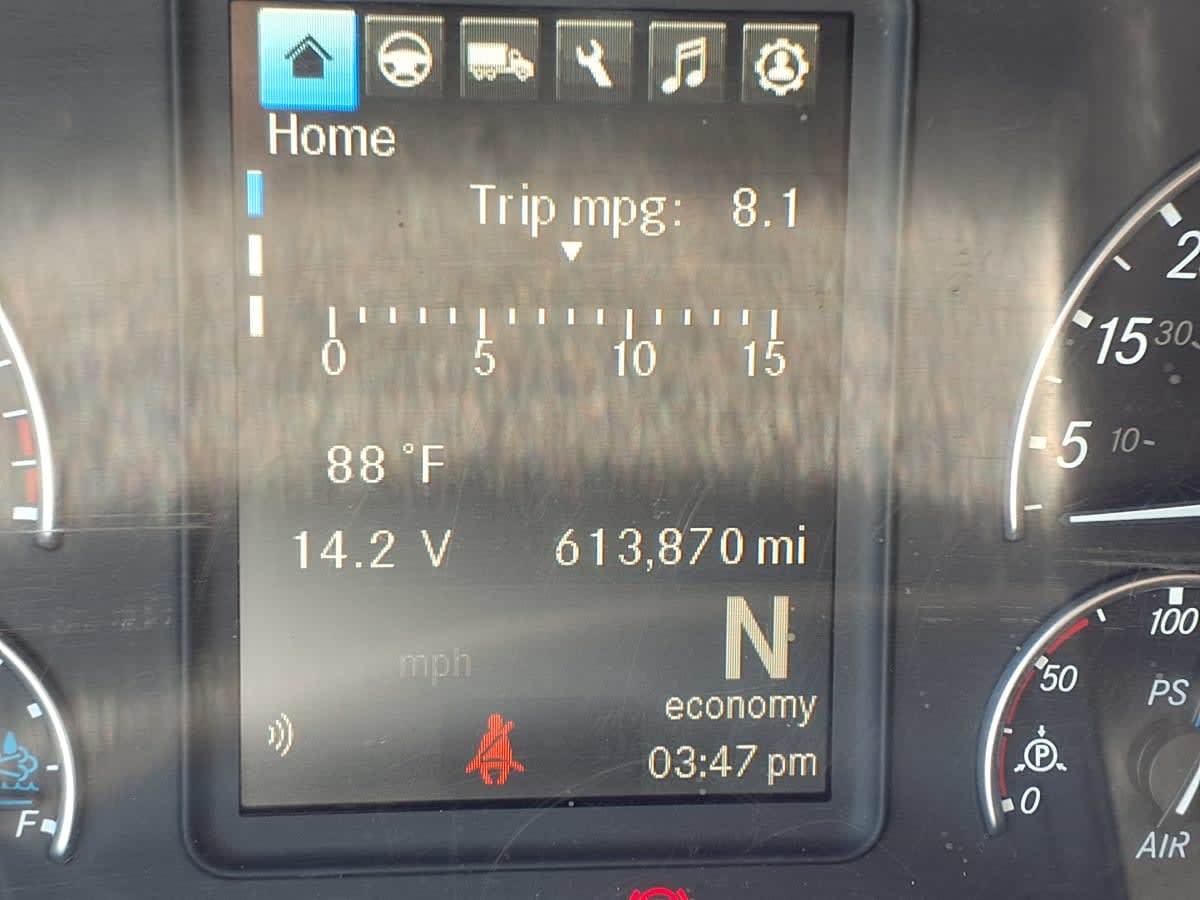 Home
Trip mpg: 8.1
0 5 10 15
88 °F
14.2 V 613,870 mi
N
mph
economy
03:47 pm
F
15 30
5 10
100
50
PS
P
0
AIR